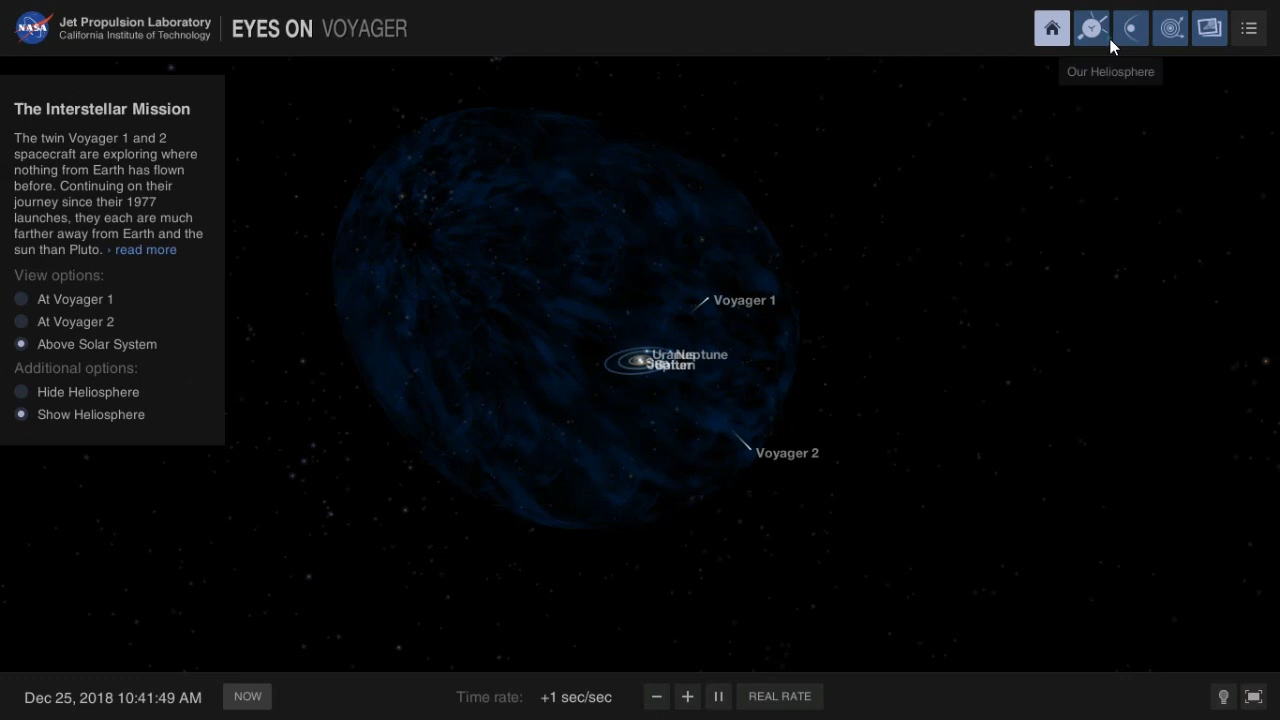 NASA
Jet Propulsion Laboratory
California Institute of Technology
EYES ON VOYAGER
Our Heliosphere
The Interstellar Mission
The twin Voyager 1 and 2
spacecraft are exploring where
nothing from Earth has flown
before. Continuing on their
journey since their 1977
launches, they each are much
farther away from Earth and the
sun than Pluto. › read more
View options:
At Voyager 1
At Voyager 2
Above Solar System
Additional options:
Hide Heliosphere
Show Heliosphere
Voyager 1
Uranus
Neptune
Voyager 2
Dec 25, 2018 10:41:49 AM
NOW
Time rate: +1 sec/sec
REAL RATE